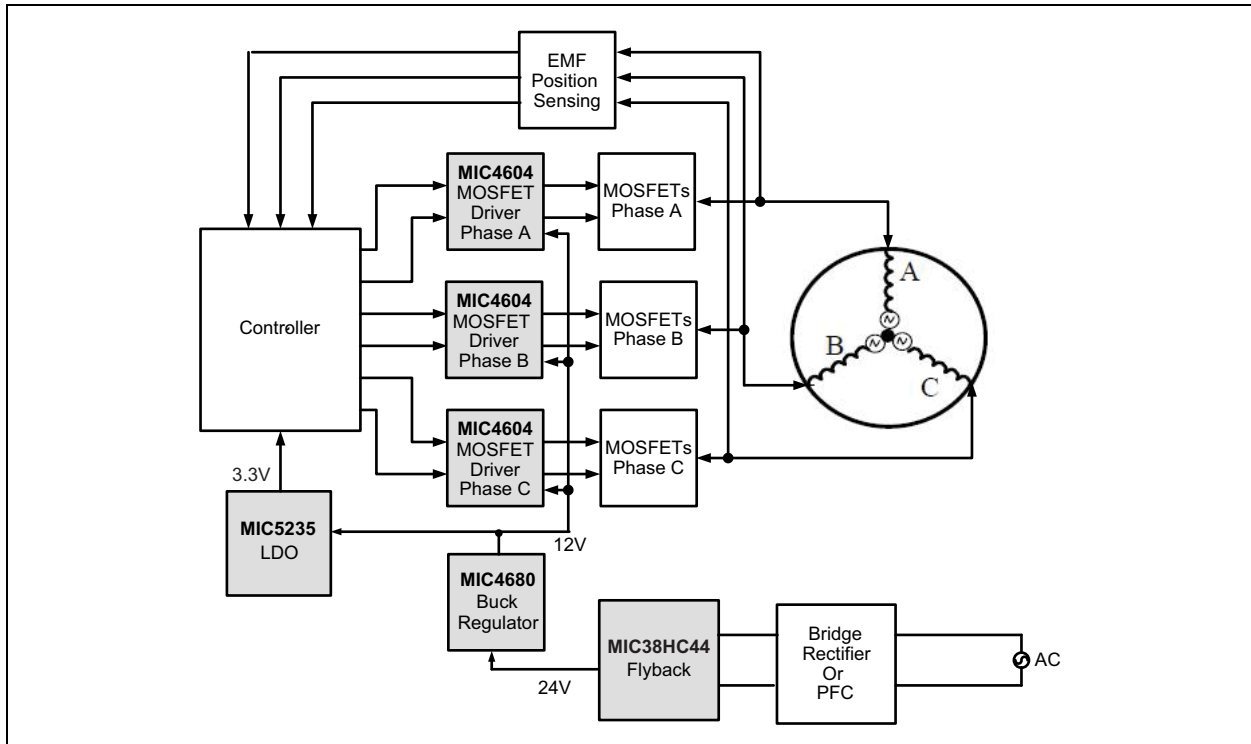 EMF
Position
Sensing
MIC4604
MOSFET
Driver
Phase A
MOSFETs
Phase A
Controller
MIC4604
MOSFET
Driver
Phase B
MOSFETs
Phase B
A
B
C
MIC4604
MOSFET
Driver
Phase C
MOSFETs
Phase C
3.3V
MIC5235
LDO
12V
MIC4680
Buck
Regulator
24V
MIC38HC44
Flyback
Bridge
Rectifier
Or
PFC
AC